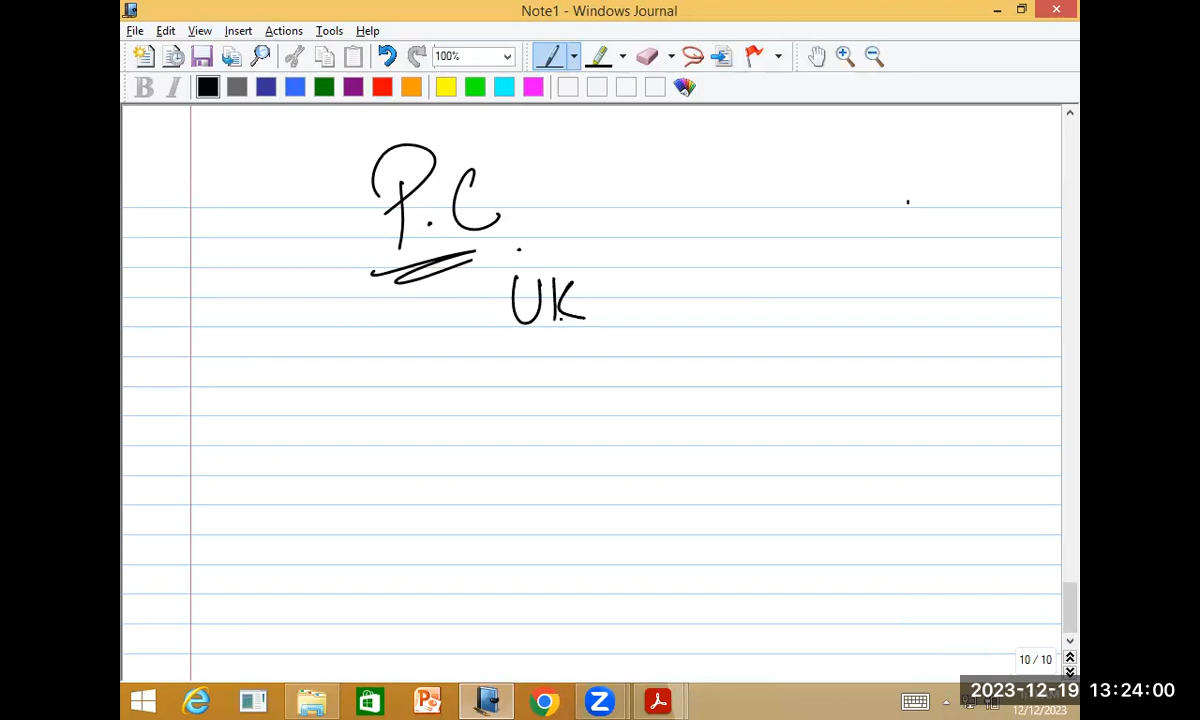 Note1 - Windows Journal
File Edit View Insert Actions Tools Help
100%
B I
P.C
UK
10 / 10
2023-12-19 13:24:00
12/12/2023